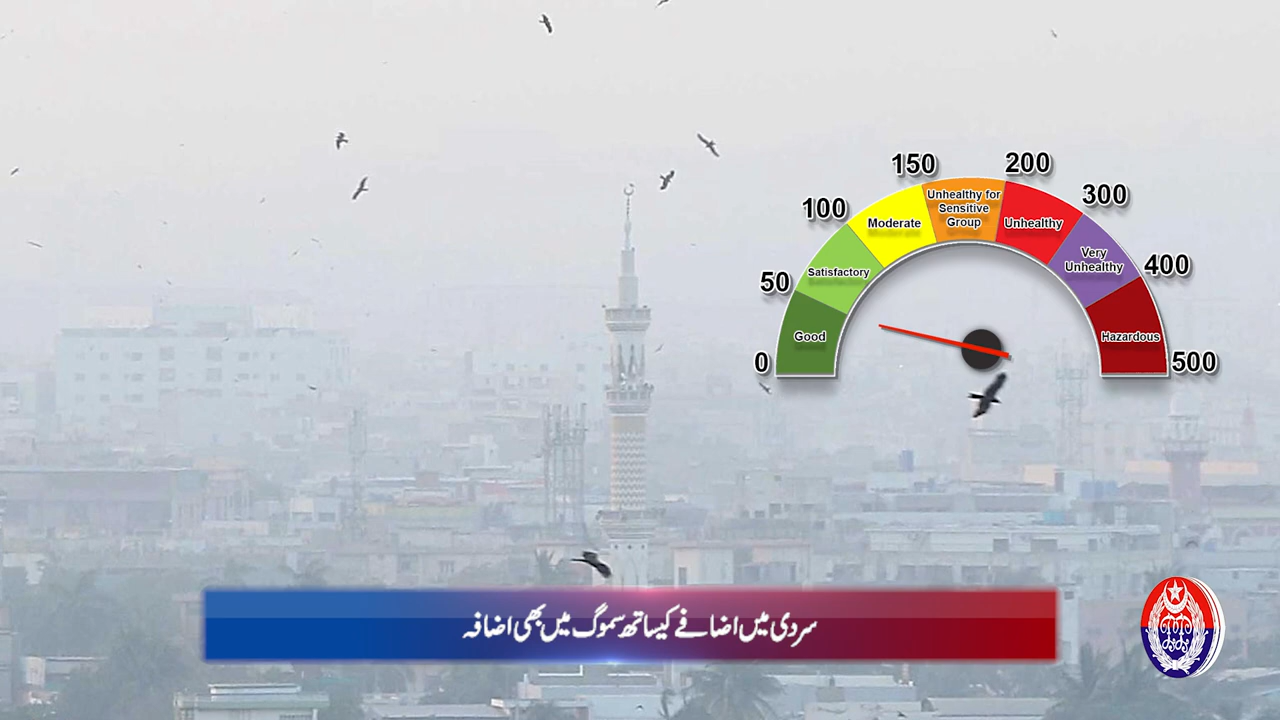 150
200
100
300
50
400
0
500
Good
Satisfactory
Moderate
Unhealthy for
Sensitive
Group
Unhealthy
Very
Unhealthy
Hazardous
سردی میں اضافے کیساتھ سموگ میں بھی اضافہ